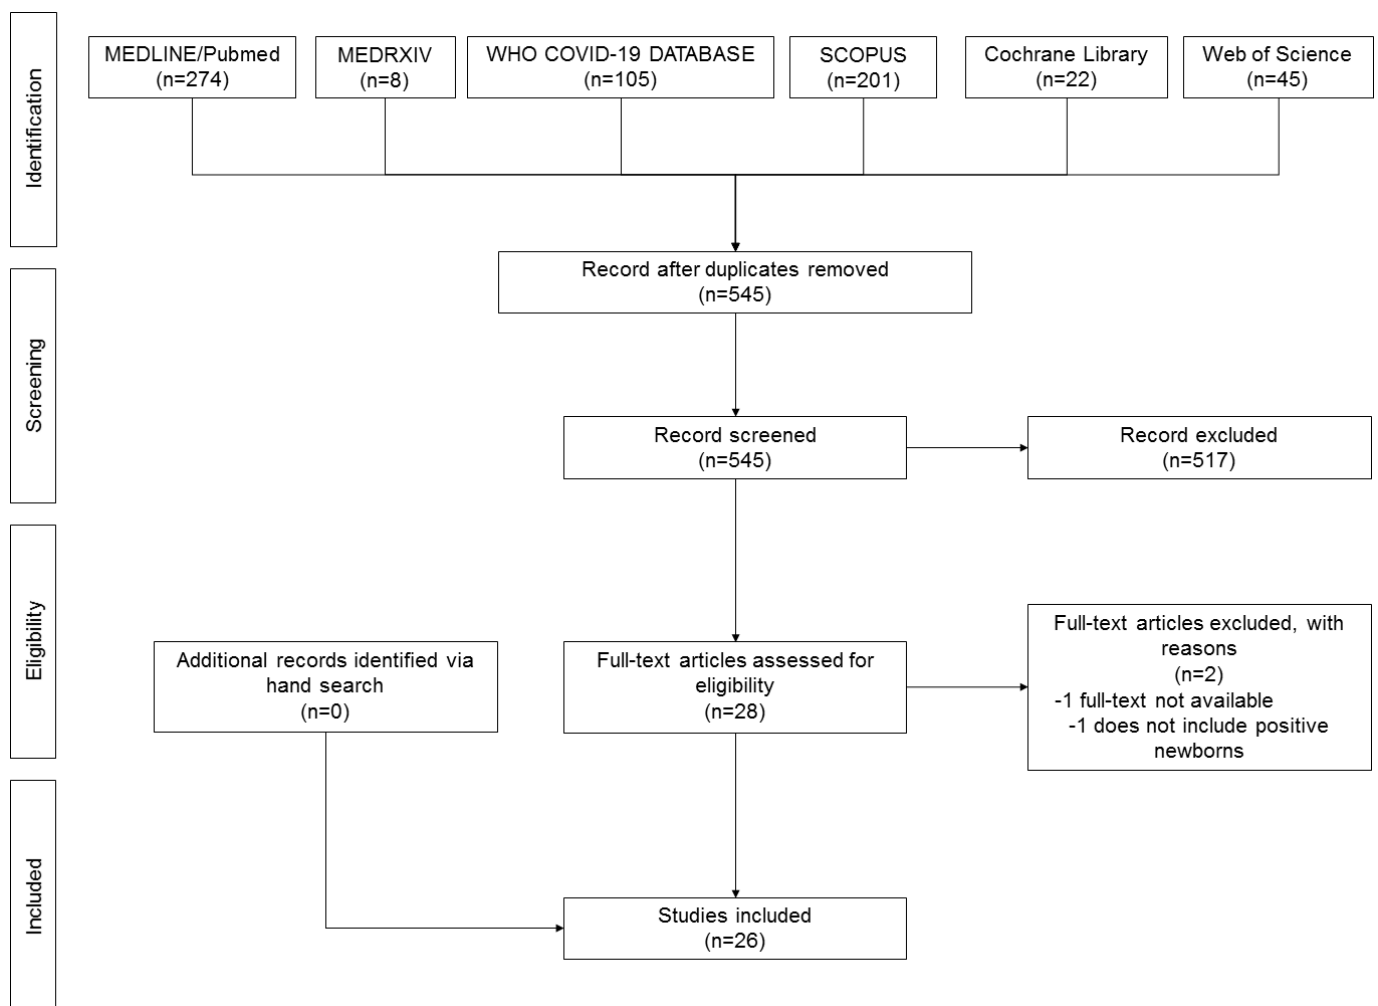 Identification
MEDLINE/Pubmed
(n=274)
MEDRXIV
(n=8)
WHO COVID-19 DATABASE
(n=105)
SCOPUS
(n=201)
Cochrane Library
(n=22)
Web of Science
(n=45)
Record after duplicates removed
(n=545)
Screening
Record screened
(n=545)
Record excluded
(n=517)
Eligibility
Additional records identified via
hand search
(n=0)
Full-text articles assessed for
eligibility
(n=28)
Full-text articles excluded, with
reasons
(n=2)
-1 full-text not available
-1 does not include positive
newborns
Included
Studies included
(n=26)